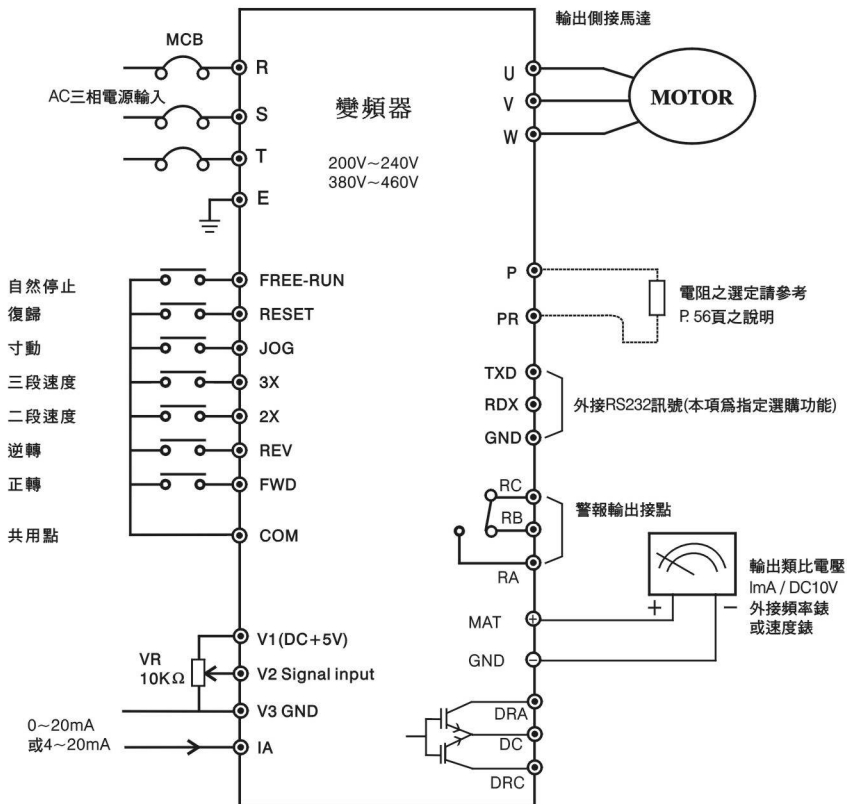 輸出側接馬達
MCB
R
AC三相電源輸入
S
T
E
變頻器
200V~240V
380V~460V
U
V
W
MOTOR
自然停止
FREE-RUN
復歸
RESET
寸動
JOG
三段速度
3X
二段速度
2X
逆轉
REV
正轉
FWD
共用點
COM
P
PR
電阻之選定請參考
P. 56頁之說明
TXD
RDX
GND
外接RS232訊號(本項爲指定選購功能)
RC
RB
RA
警報輸出接點
MAT
GND
+
−
輸出類比電壓
ImA / DC10V
外接頻率錶
或速度錶
VR
10KΩ
V1(DC+5V)
V2 Signal input
V3 GND
0~20mA
或4~20mA
IA
DRA
DC
DRC